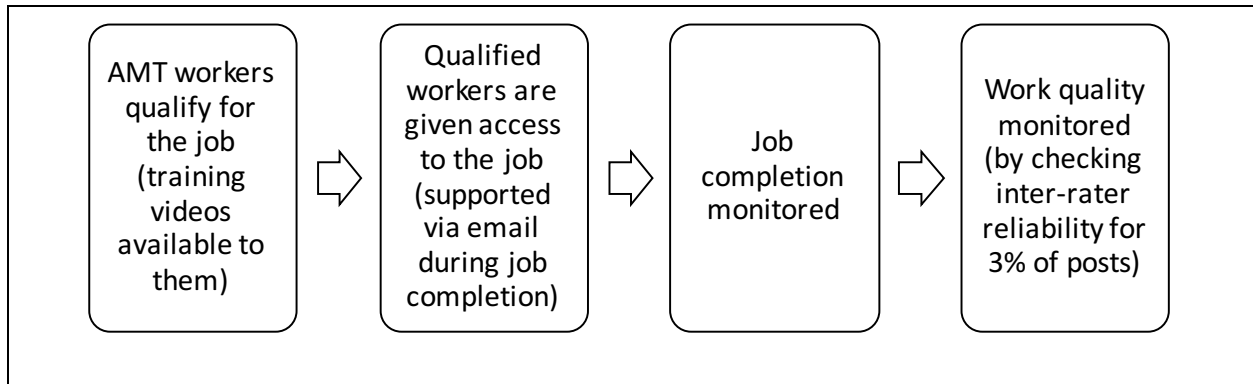 AMT workers
qualify for
the job
(training
videos
available to
them)
Qualified
workers are
given access
to the job
(supported
via email
during job
completion)
Job
completion
monitored
Work quality
monitored
(by checking
inter-rater
reliability for
3% of posts)